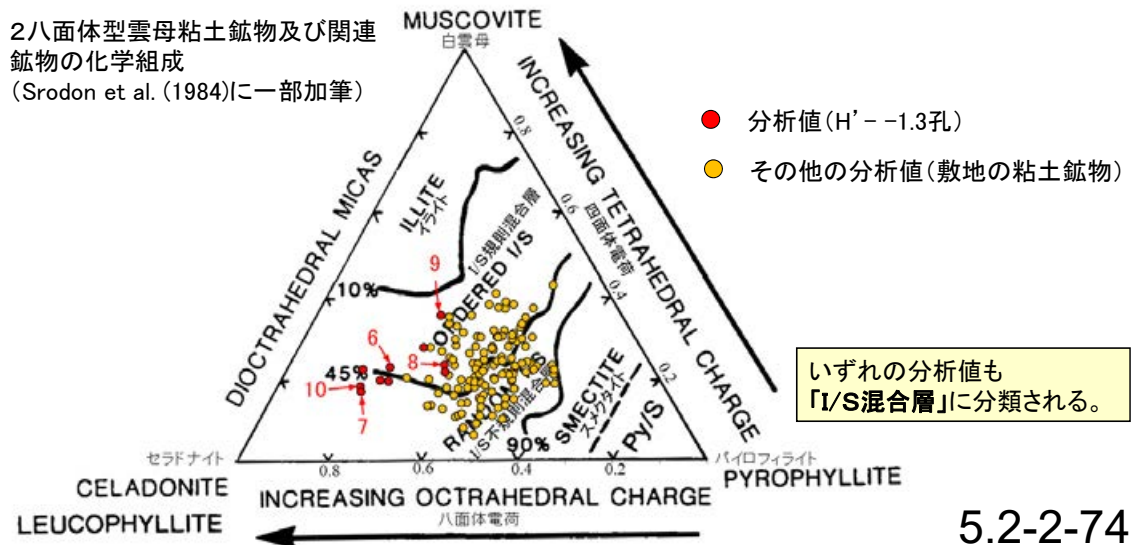 2八面体型雲母粘土鉱物及び関連
鉱物の化学組成
(Srodon et al. (1984)に一部加筆)
MUSCOVITE
白雲母
分析値(H’- -1.3孔)
その他の分析値(敷地の粘土鉱物)
DIOCTRAHEDRAL MICAS
INCREASING TETRAHEDRAL CHARGE
四面体電荷
0.8
0.6
0.4
0.2
ILLITE
イライト
I/S規則混合層
ORDERED I/S
10%
9
6
8
45%
10
7
I/S不規則混合層
90%
SMECTITE
スメクタイト
Py/S
いずれの分析値も
「I/S混合層」に分類される。
セラドナイト
0.8
0.6
0.4
0.2
パイロフィライト
CELADONITE
PYROPHYLLITE
INCREASING OCTRAHEDRAL CHARGE
八面体電荷
LEUCOPHYLLITE
5.2-2-74